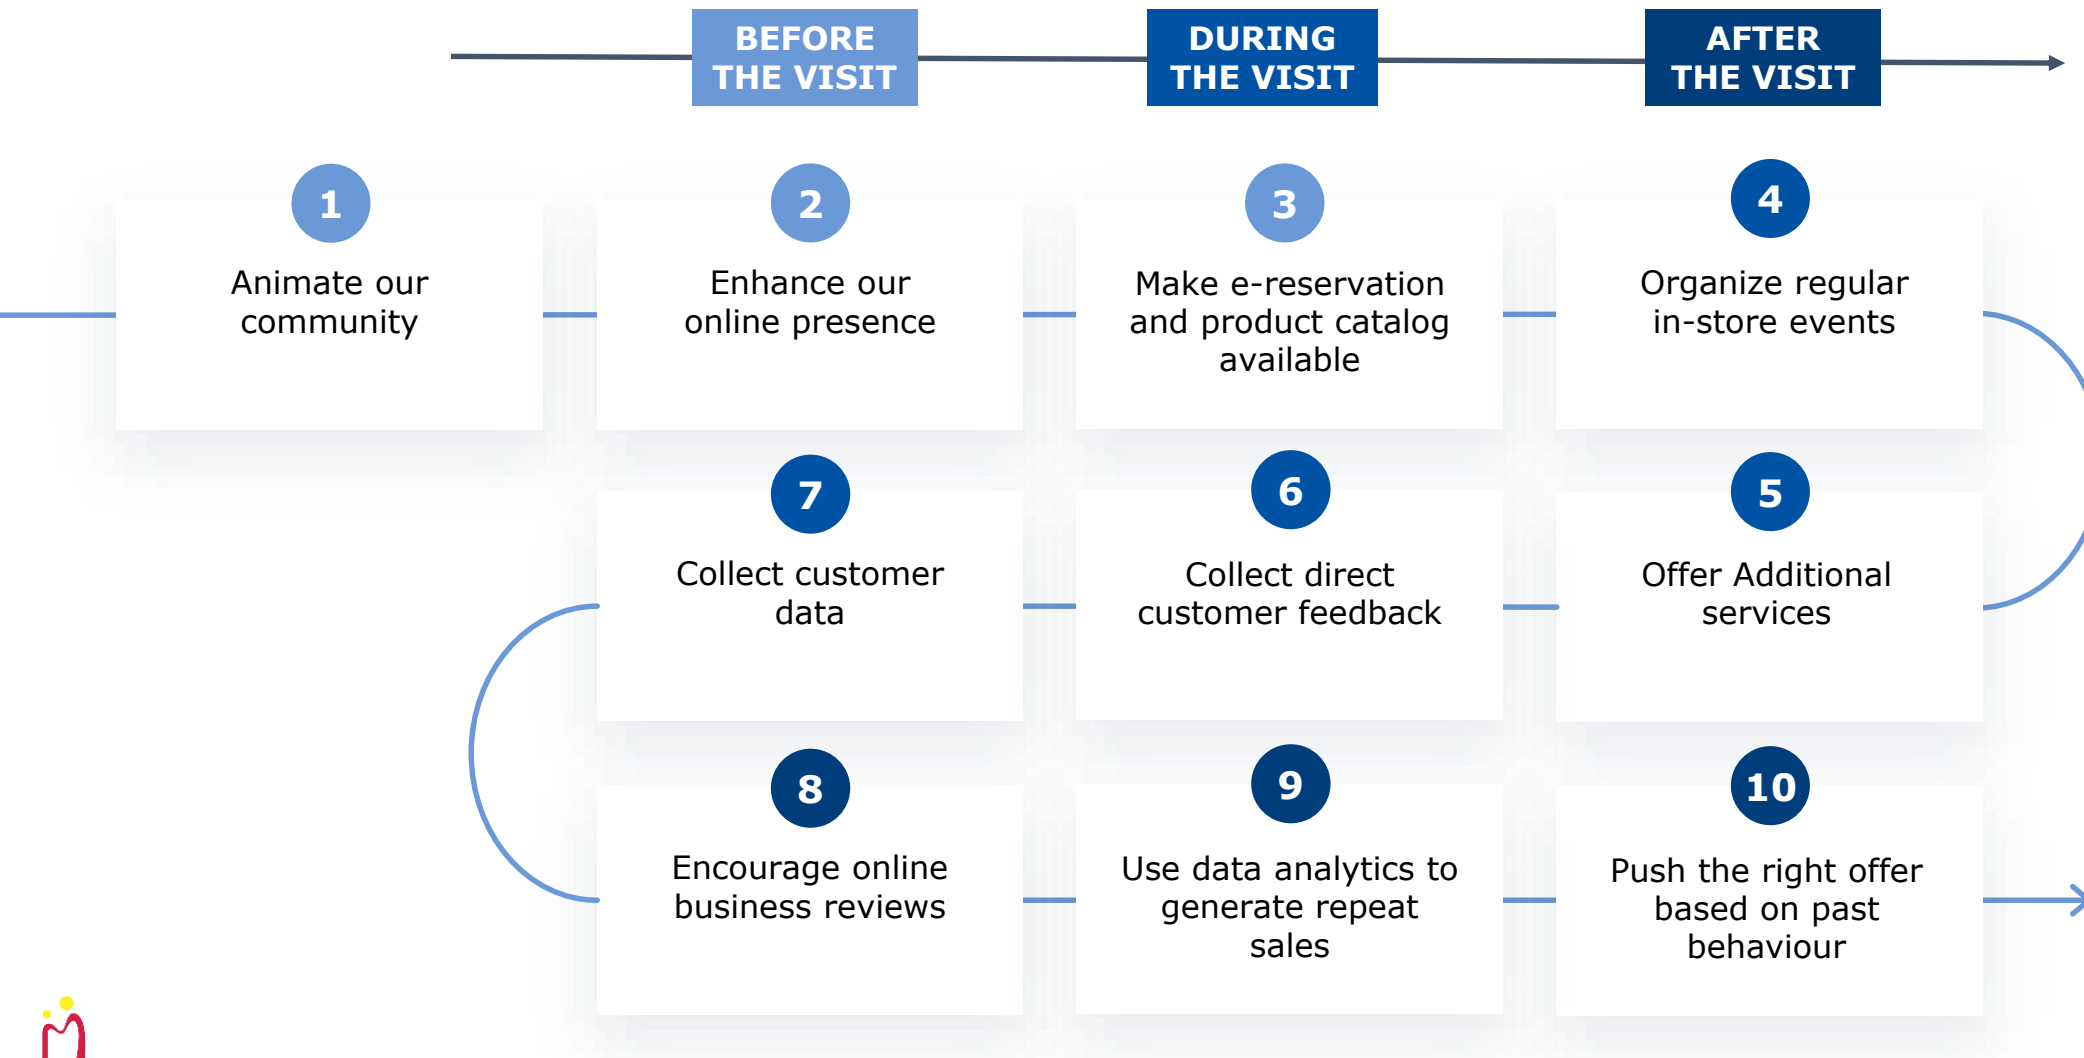 BEFORE
THE VISIT
DURING
THE VISIT
AFTER
THE VISIT
1
Animate our
community
2
Enhance our
online presence
3
Make e-reservation
and product catalog
available
4
Organize regular
in-store events
5
Offer Additional
services
6
Collect direct
customer feedback
7
Collect customer
data
8
Encourage online
business reviews
9
Use data analytics to
generate repeat
sales
10
Push the right offer
based on past
behaviour